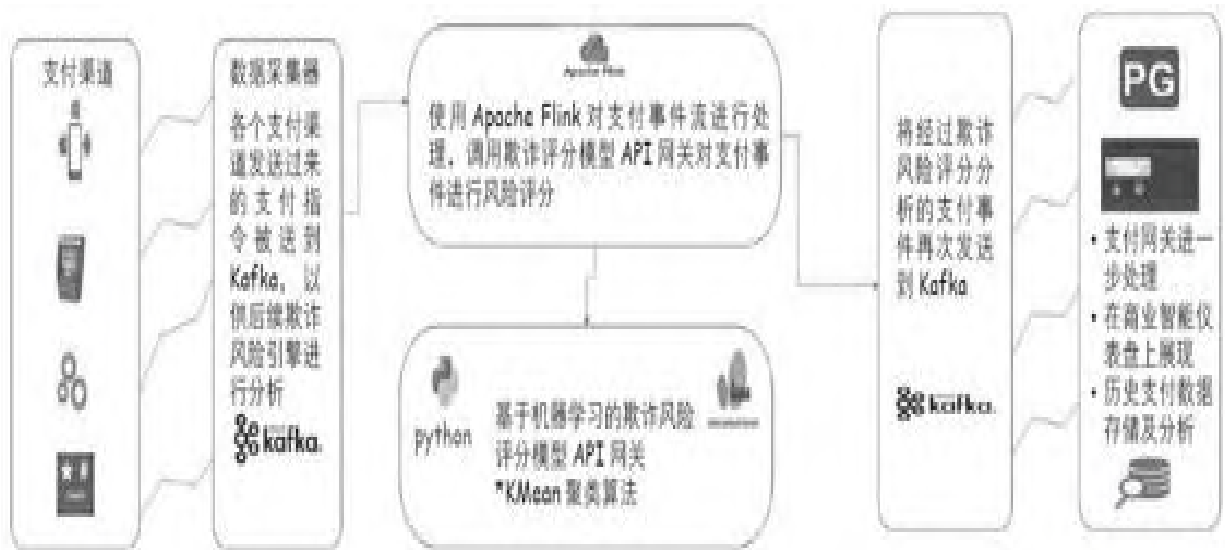 支付渠道
数据采集器
各个支付渠
道发送过来
的支付指
令被送到
Kafka，以
供后续欺诈
风险引擎进
行分析
kafka.
Apache Flink
使用 Apache Flink 对支付事件流进行处
理，调用欺诈评分模型 API 网关对支付事
件进行风险评分
python
基于机器学习的欺诈风险
评分模型 API 网关
*KMean 聚类算法
将经过欺诈
风险评分分
析的支付事
件再次发送
到 Kafka
kafka.
PG
• 支付网关进一
步处理
• 在商业智能仪
表盘上展现
• 历史支付数据
存储及分析